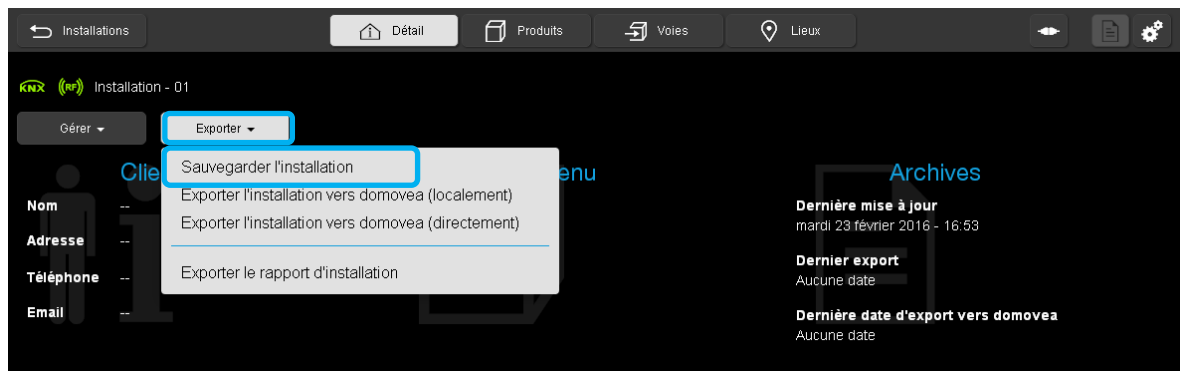 Installations
Détail
Produits
Voies
Lieux
KNX ((RF)) Installation - 01
Gérer
Exporter
Sauvegarder l'installation
Exporter l'installation vers domovea (localement)
Exporter l'installation vers domovea (directement)
Exporter le rapport d'installation
Clie
Nom --
Adresse --
Téléphone --
Email --
enu
Archives
Dernière mise à jour
mardi 23 février 2016 - 16:53
Dernier export
Aucune date
Dernière date d'export vers domovea
Aucune date